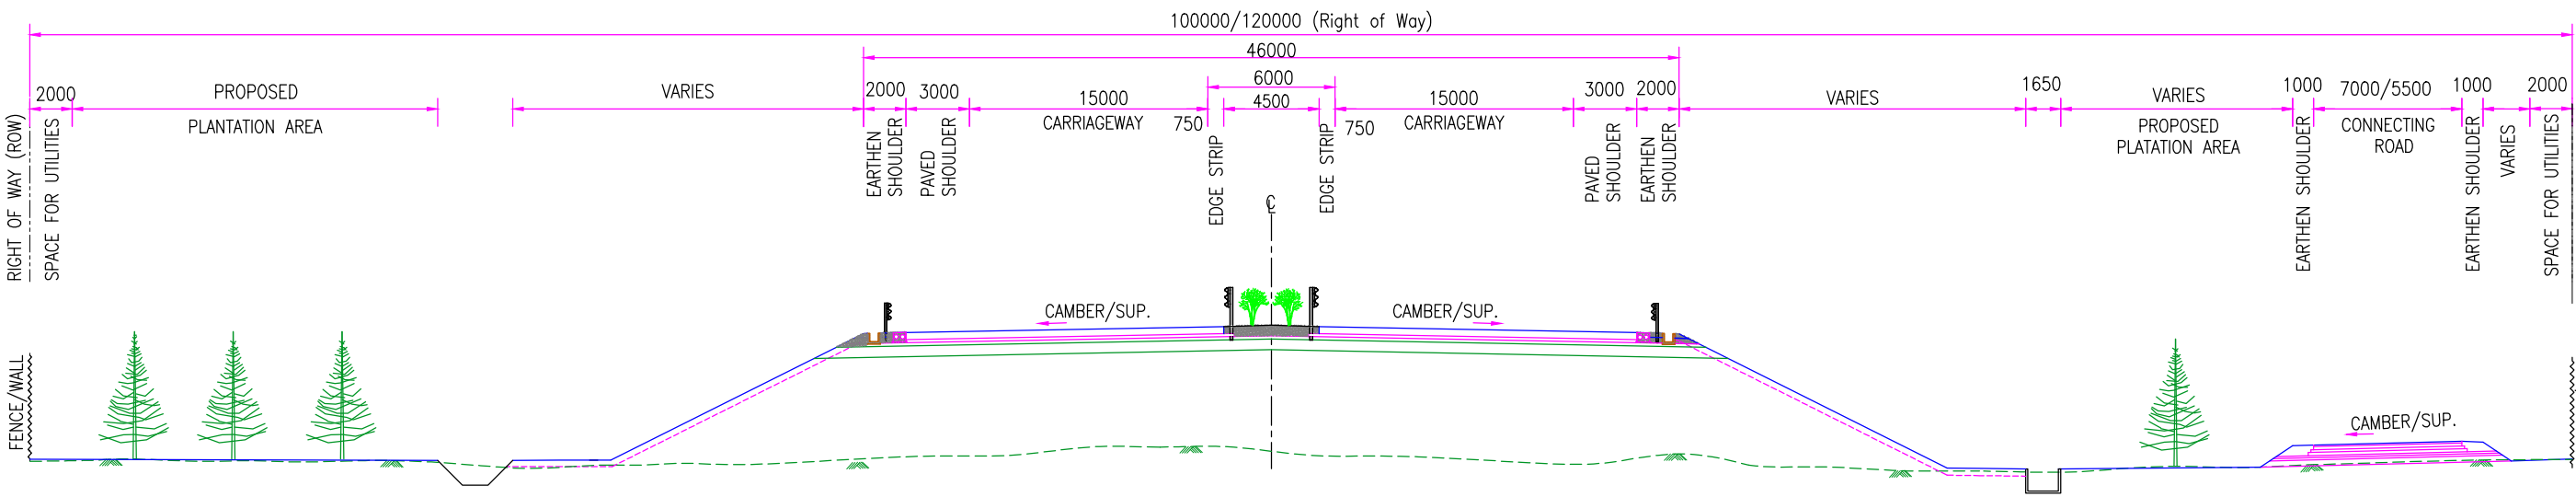 100000/120000 (Right of Way)
46000
6000
2000
PROPOSED
VARIES
2000
3000
15000
4500
15000
3000
2000
VARIES
1650
VARIES
1000
7000/5500
1000
2000
PLANTATION AREA
CARRIAGEWAY
750
750
CARRIAGEWAY
PROPOSED
PLATATION AREA
CONNECTING
ROAD
RIGHT OF WAY (ROW)
SPACE FOR UTILITIES
EARTHEN
SHOULDER
PAVED
SHOULDER
EDGE STRIP
EDGE STRIP
PAVED
SHOULDER
EARTHEN
SHOULDER
EARTHEN SHOULDER
EARTHEN SHOULDER
VARIES
SPACE FOR UTILITIES
℄
CAMBER/SUP.
CAMBER/SUP.
FENCE/WALL
CAMBER/SUP.